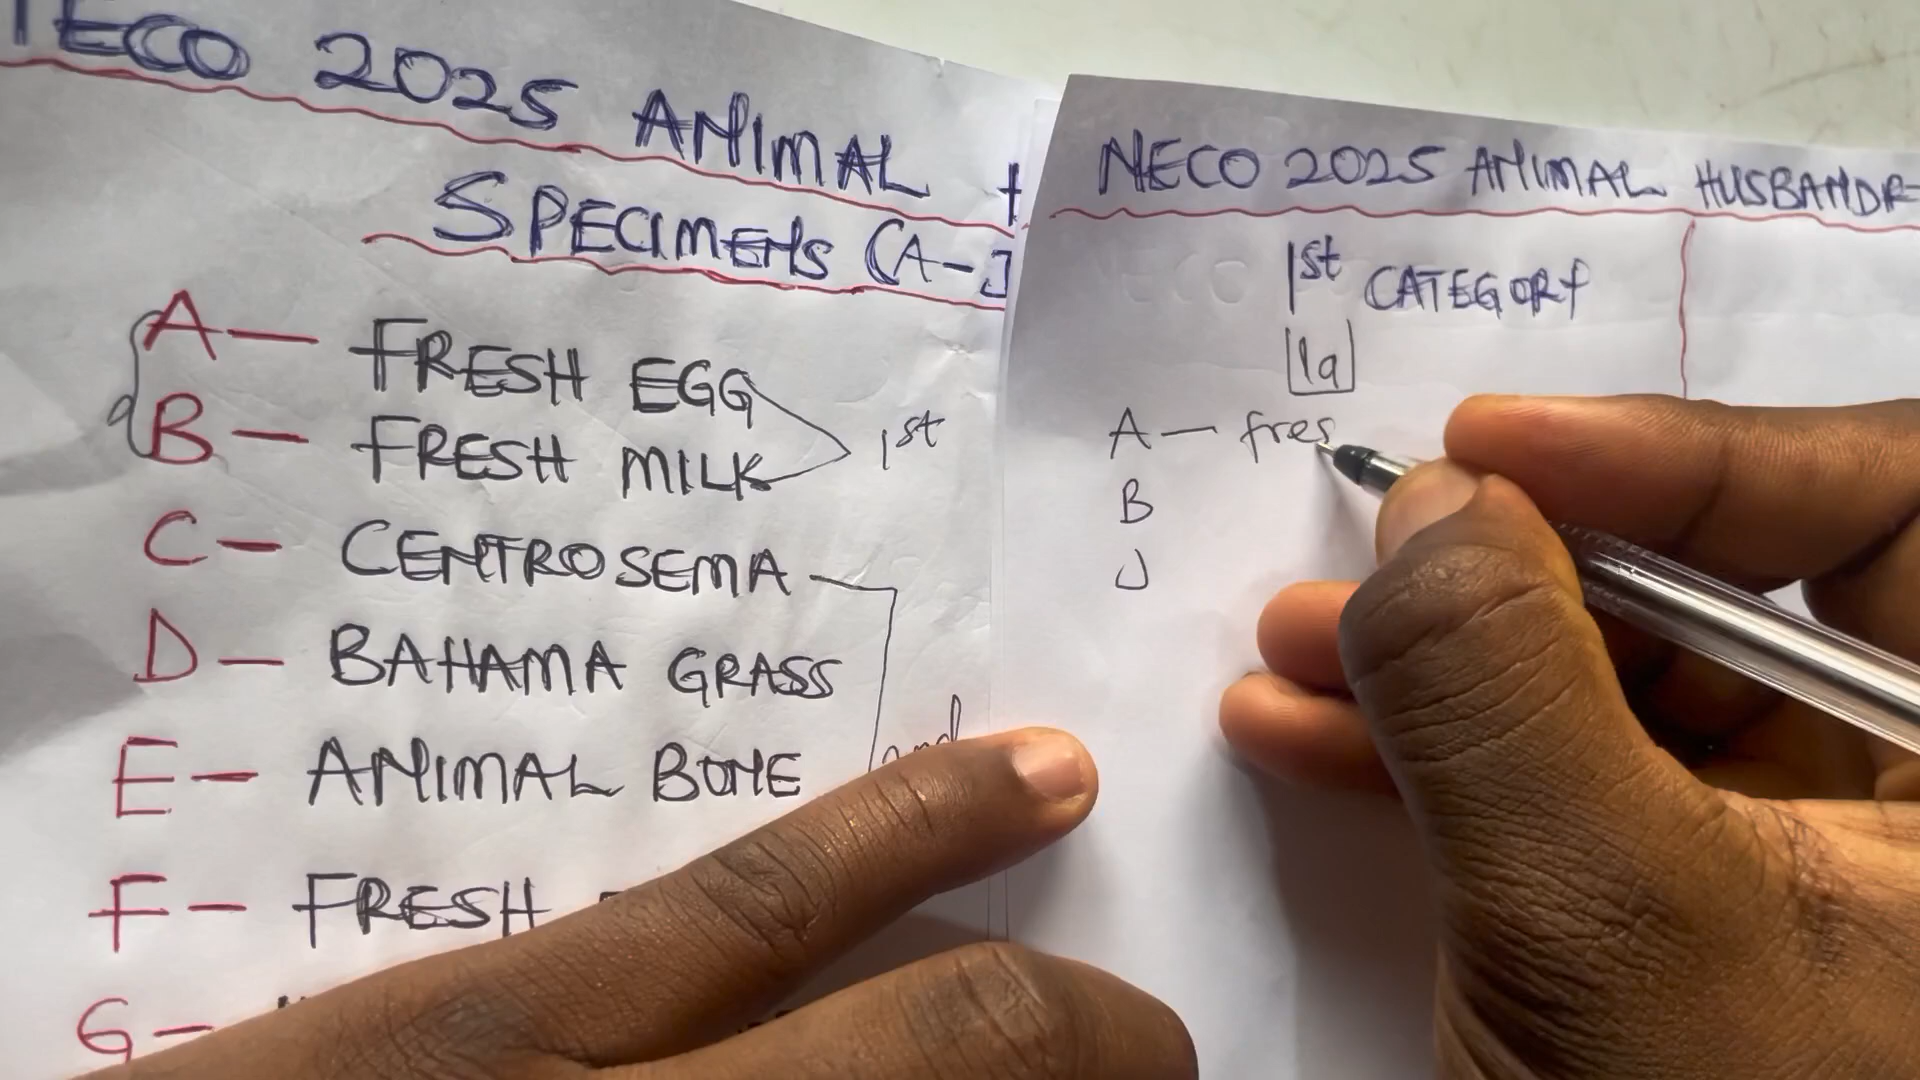 NECO 2025 ANIMAL
SPECIMENS (A-J
A — FRESH EGG
B — FRESH MILK
1st
C — CENTROSEMA
D — BAHAMA GRASS
E — ANIMAL BONE
2nd
F — FRESH
G —
NECO 2025 ANIMAL HUSBANDR
1st CATEGORY
1a
A — fres
B
J